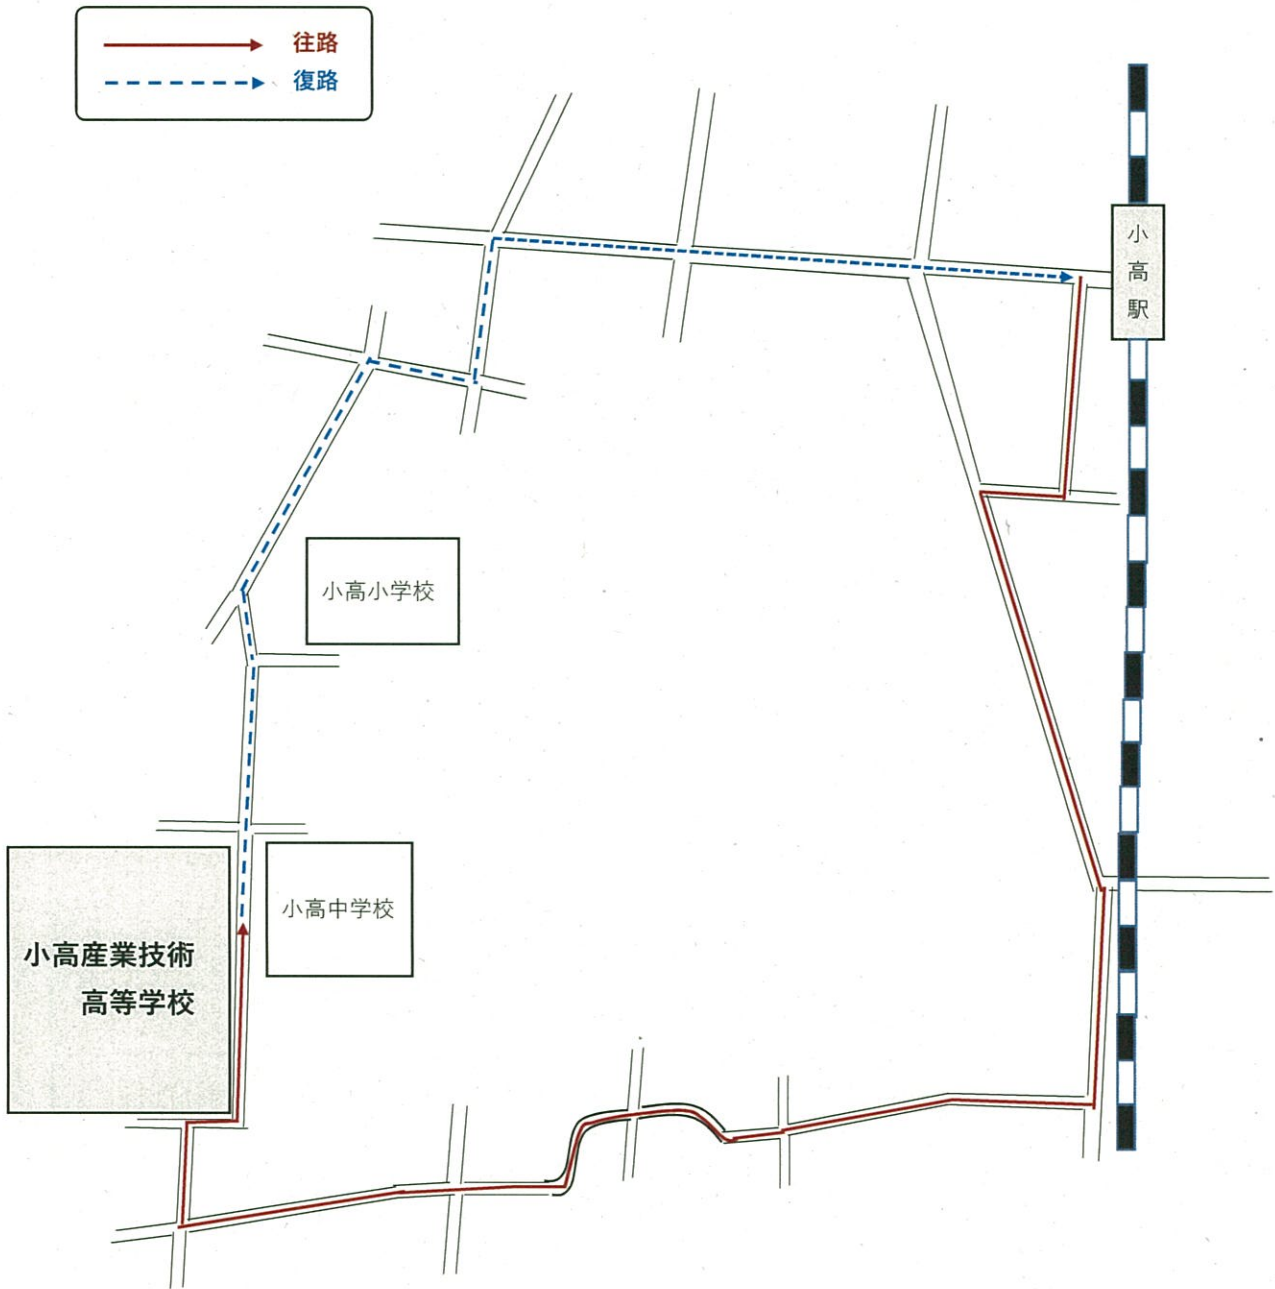 往路
復路
小高駅
小高小学校
小高中学校
小高産業技術
高等学校